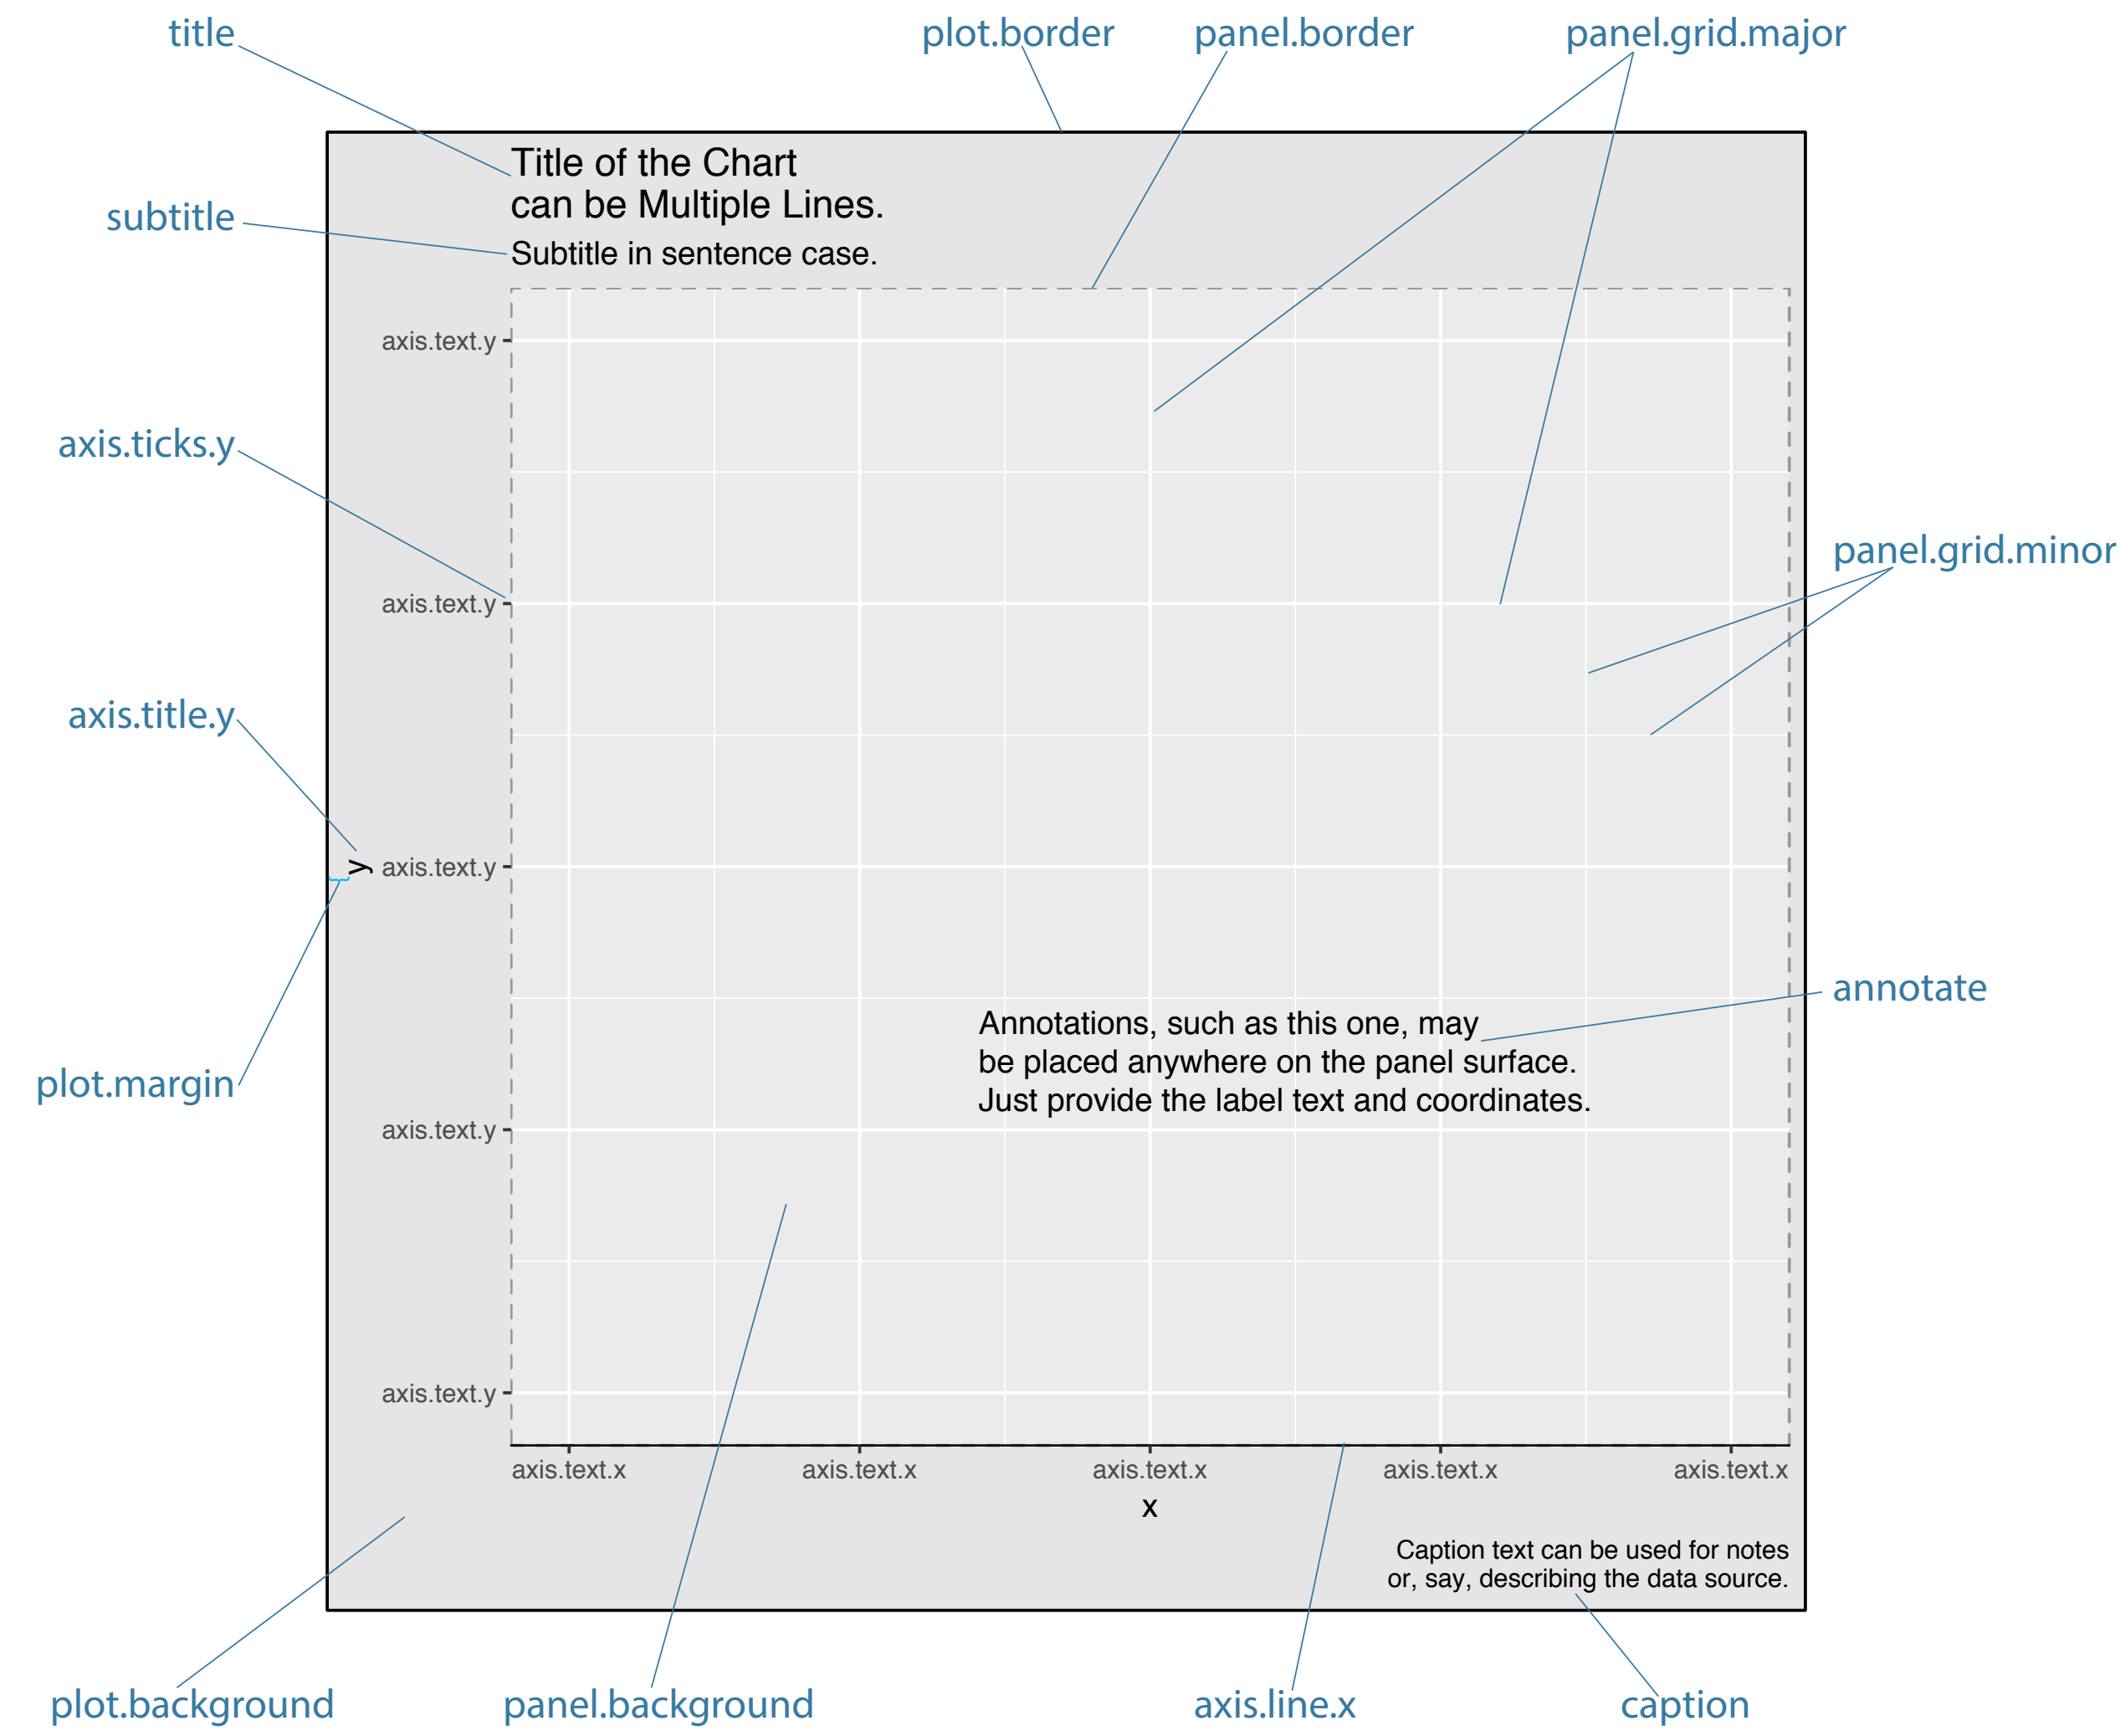 title
plot.border
panel.border
panel.grid.major
Title of the Chart
can be Multiple Lines.
subtitle
Subtitle in sentence case.
axis.text.y
axis.ticks.y
panel.grid.minor
axis.text.y
axis.title.y
y
axis.text.y
annotate
Annotations, such as this one, may
be placed anywhere on the panel surface.
Just provide the label text and coordinates.
plot.margin
axis.text.y
axis.text.y
axis.text.x
axis.text.x
axis.text.x
axis.text.x
axis.text.x
x
Caption text can be used for notes
or, say, describing the data source.
plot.background
panel.background
axis.line.x
caption